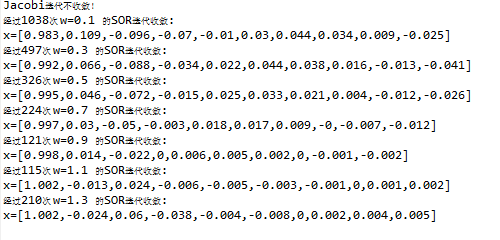 Jacobi迭代不收敛!
经过1038次w=0.1 的SOR迭代收敛:
x=[0.983,0.109,-0.096,-0.07,-0.01,0.03,0.044,0.034,0.009,-0.025]
经过497次w=0.3 的SOR迭代收敛:
x=[0.992,0.066,-0.088,-0.034,0.022,0.044,0.038,0.016,-0.013,-0.041]
经过326次w=0.5 的SOR迭代收敛:
x=[0.995,0.046,-0.072,-0.015,0.025,0.033,0.021,0.004,-0.012,-0.026]
经过224次w=0.7 的SOR迭代收敛:
x=[0.997,0.03,-0.05,-0.003,0.018,0.017,0.009,-0,-0.007,-0.012]
经过121次w=0.9 的SOR迭代收敛:
x=[0.998,0.014,-0.022,0,0.006,0.005,0.002,0,-0.001,-0.002]
经过115次w=1.1 的SOR迭代收敛:
x=[1.002,-0.013,0.024,-0.006,-0.005,-0.003,-0.001,0,0.001,0.002]
经过210次w=1.3 的SOR迭代收敛:
x=[1.002,-0.024,0.06,-0.038,-0.004,-0.008,0,0.002,0.004,0.005]